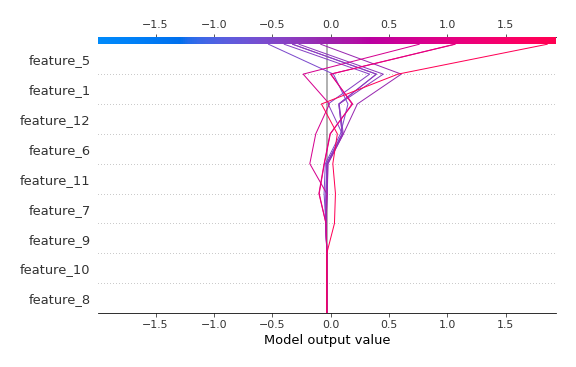 −1.5 −1.0 −0.5 0.0 0.5 1.0 1.5
feature_5
feature_1
feature_12
feature_6
feature_11
feature_7
feature_9
feature_10
feature_8
−1.5 −1.0 −0.5 0.0 0.5 1.0 1.5
Model output value